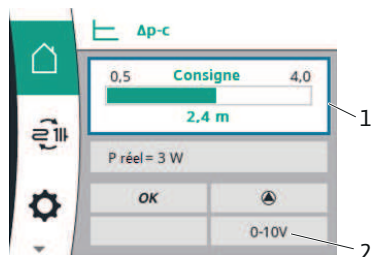 Δp-c
0,5 Consigne 4,0
2,4 m
1
P réel= 3 W
OK
0-10V
2